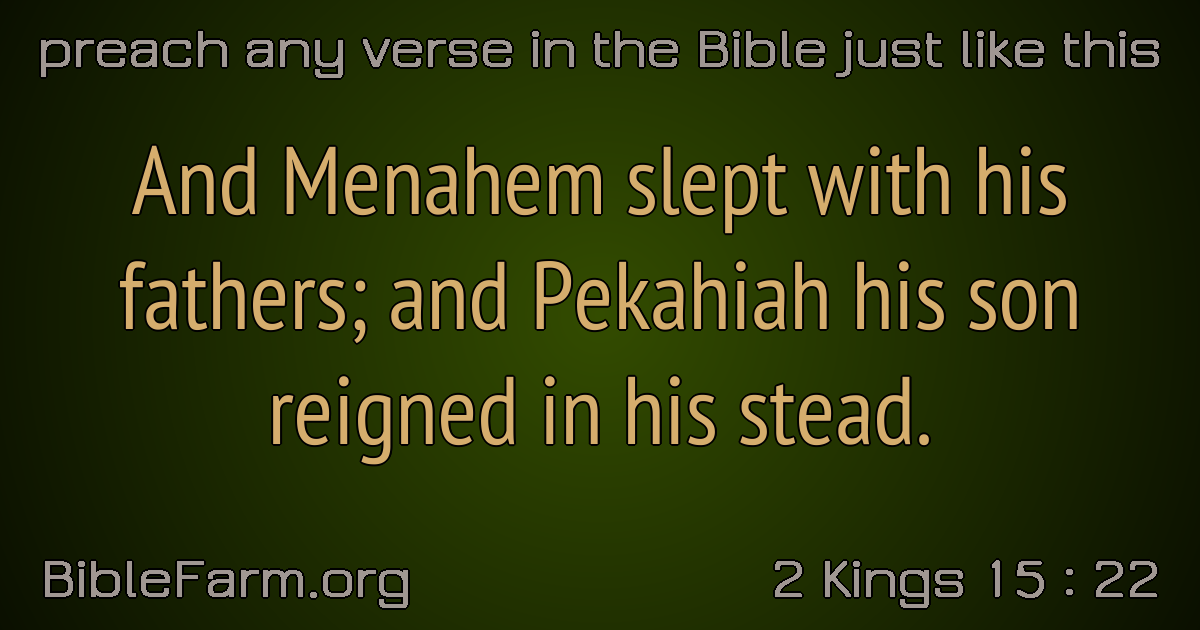 preach any verse in the Bible just like this
And Menahem slept with his
fathers; and Pekahiah his son
reigned in his stead.
BibleFarm.org
2 Kings 15 : 22